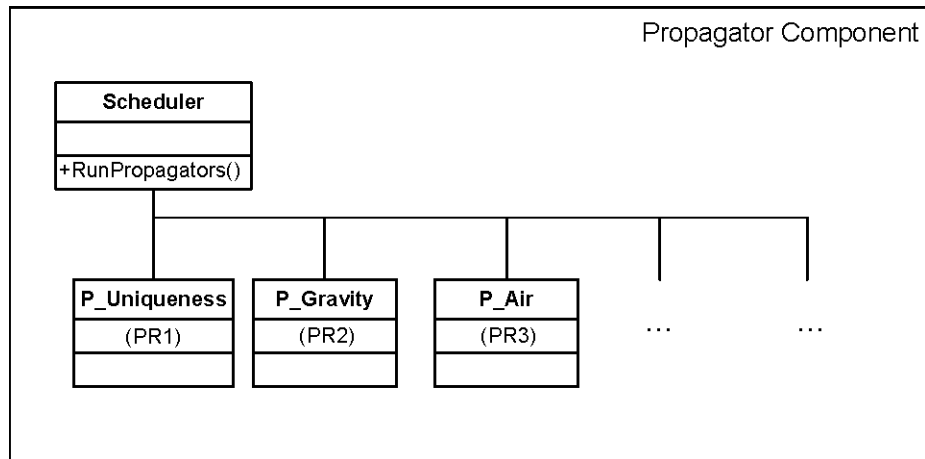 Propagator Component
Scheduler
+RunPropagators()
P_Uniqueness
(PR1)
P_Gravity
(PR2)
P_Air
(PR3)
...
...